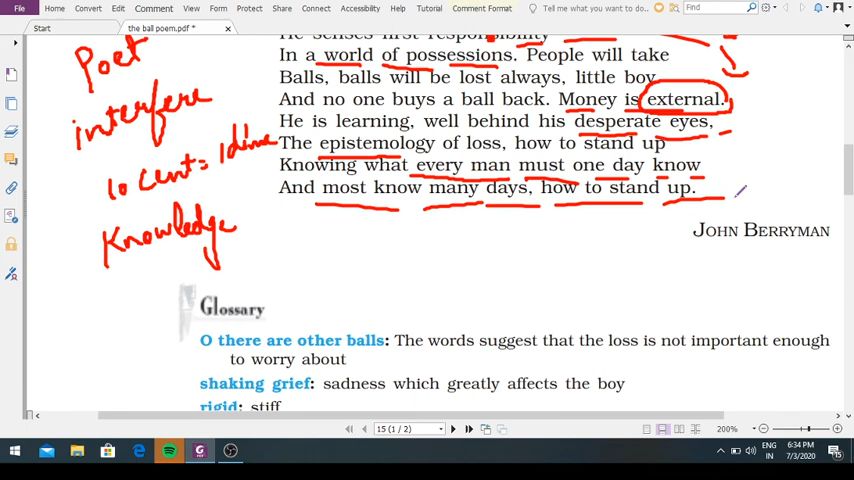 File Home Comment View Form Protect Share Connect Accessibility Help Tutorial Comment Format Tell me what you want to do... Find
Start the ball poem.pdf *
He senses first responsibility
In a world of possessions. People will take
Balls, balls will be lost always, little boy.
And no one buys a ball back. Money is external.
He is learning, well behind his desperate eyes,
The epistemology of loss, how to stand up
Knowing what every man must one day know
And most know many days, how to stand up.
JOHN BERRYMAN
Poet
interfere
10 cent = 1 dime
Knowledge
Glossary
O there are other balls: The words suggest that the loss is not important enough
to worry about
shaking grief: sadness which greatly affects the boy
rigid: stiff
15 (1 / 2)
200%
ENG
IN
6:34 PM
7/3/2020
15